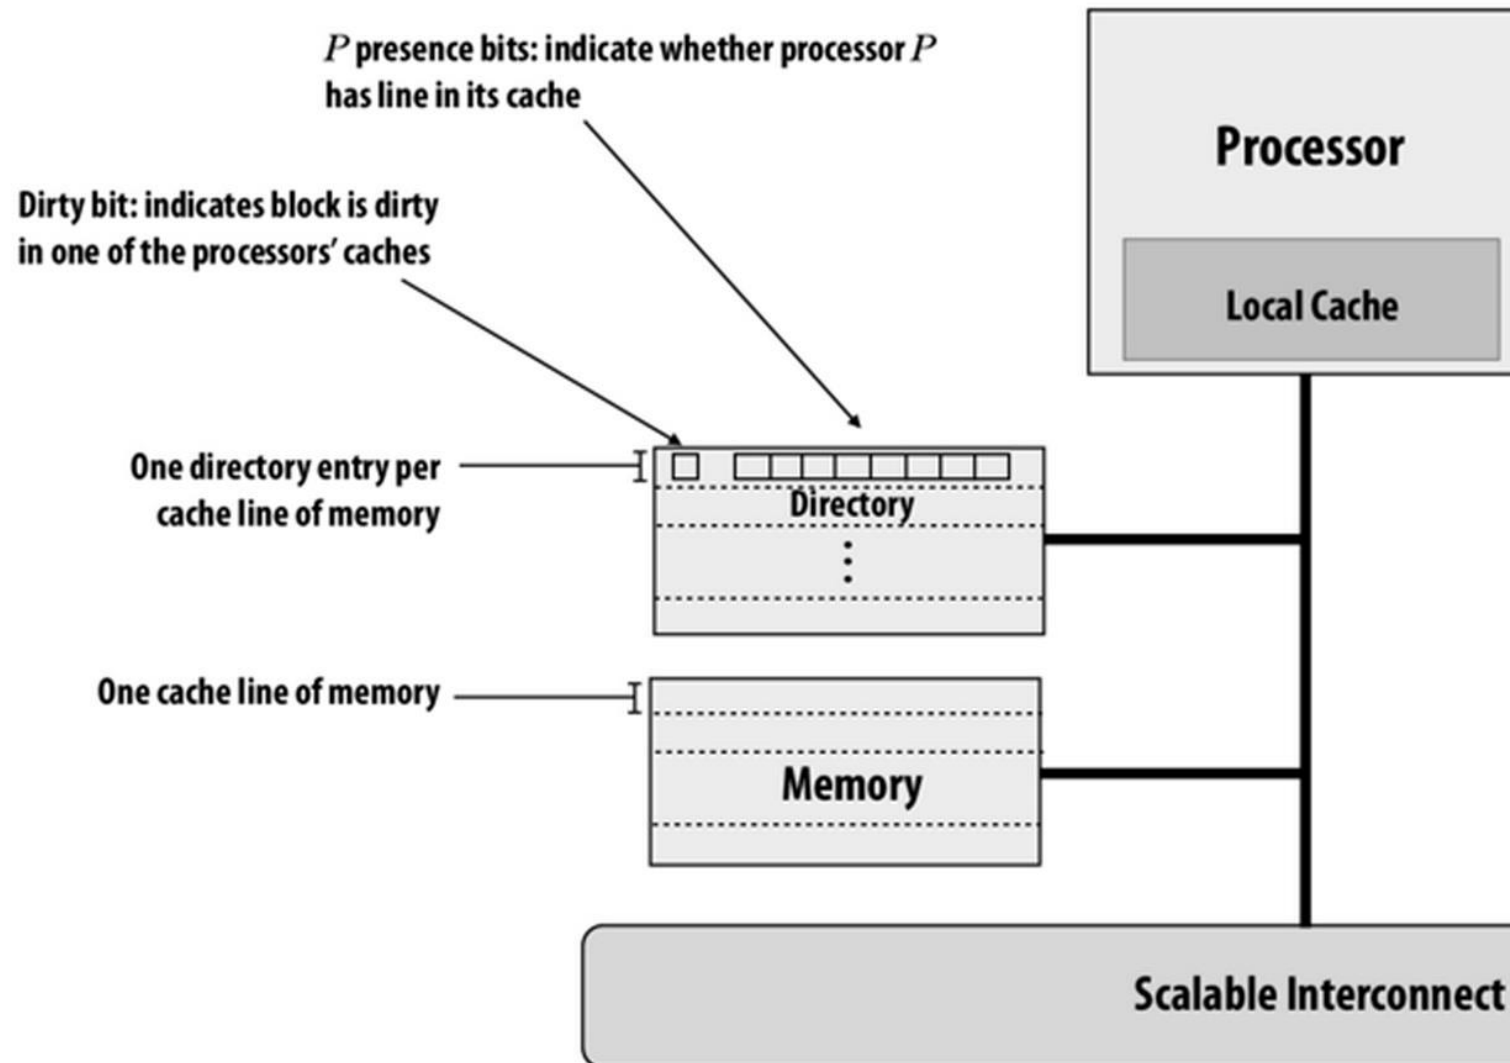 P presence bits: indicate whether processor P
has line in its cache
Processor
Dirty bit: indicates block is dirty
in one of the processors’ caches
Local Cache
One directory entry per
cache line of memory
Directory
One cache line of memory
Memory
Scalable Interconnect